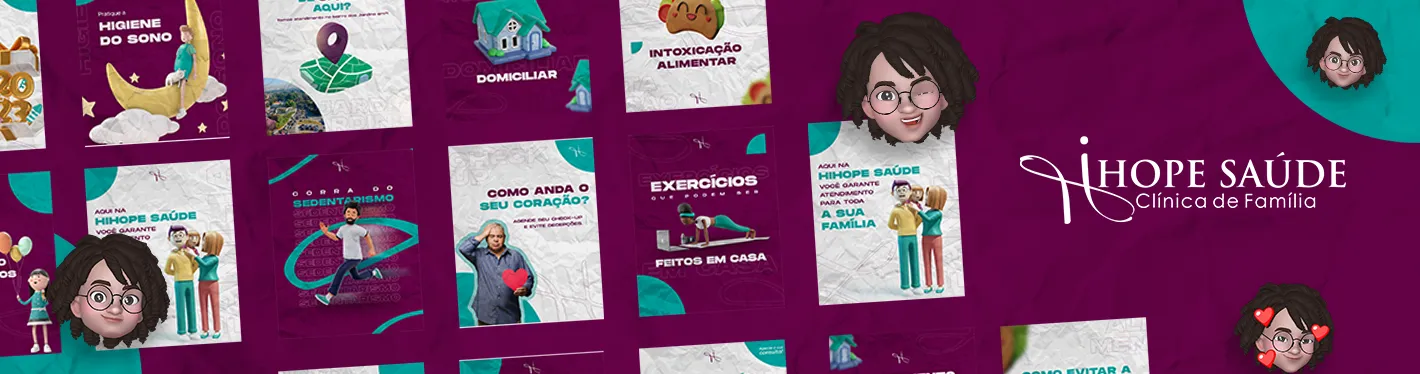 Pratique a
HIGIENE
DO SONO
AQUI?
DOMICILIAR
INTOXICAÇÃO
ALIMENTAR
AQUI NA
HIHOPE SAÚDE
VOCÊ GARANTE
CORRA DO
SEDENTARISMO
COMO ANDA O
SEU CORAÇÃO?
AGENDE SEU CHECK-UP
E EVITE DECEPÇÕES.
EXERCÍCIOS
QUE PODEM SER
FEITOS EM CASA
AQUI NA
HIHOPE SAÚDE
VOCÊ GARANTE
ATENDIMENTO
PARA TODA
A SUA
FAMÍLIA
HIHOPE SAÚDE
Clínica de Família
COMO EVITAR A